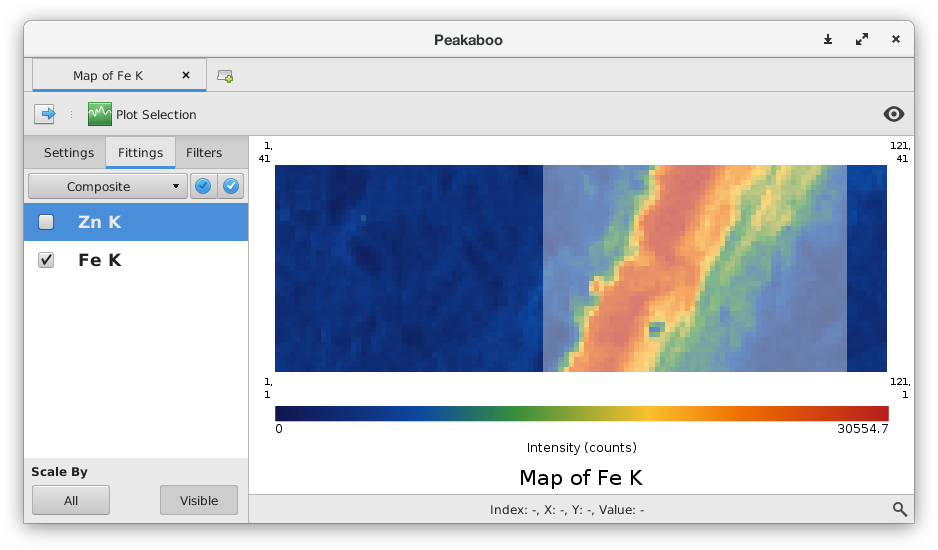 Peakaboo
Map of Fe K
Plot Selection
Settings Fittings Filters
Composite
Zn K
Fe K
Scale By
All Visible
1,
41
121,
41
1,
1
121,
1
0 30554.7
Intensity (counts)
Map of Fe K
Index: -, X: -, Y: -, Value: -